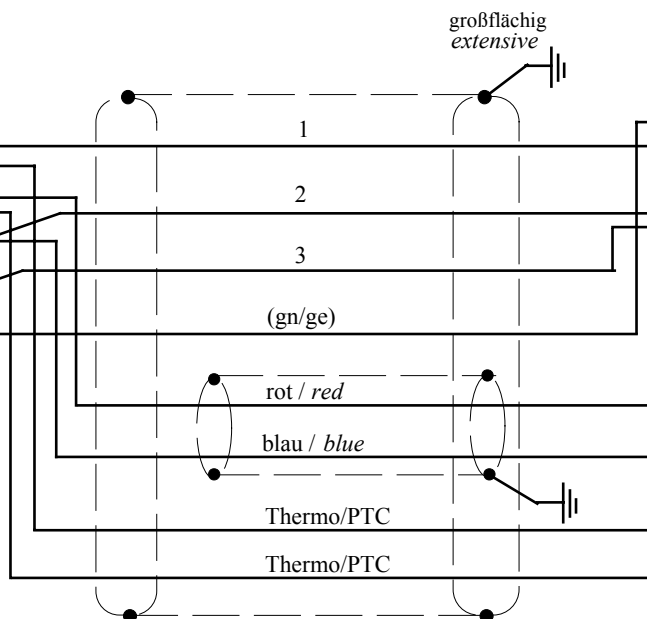 großflächig
extensive
1
2
3
(gn/ge)
rot / red
blau / blue
Thermo/PTC
Thermo/PTC